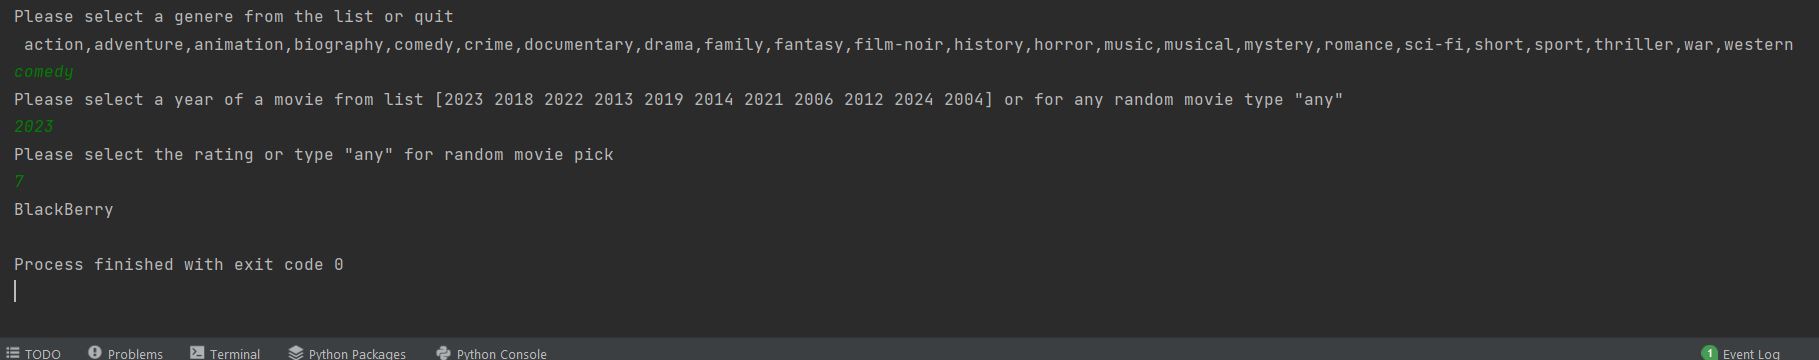 Please select a genere from the list or quit
action,adventure,animation,biography,comedy,crime,documentary,drama,family,fantasy,film-noir,history,horror,music,musical,mystery,romance,sci-fi,short,sport,thriller,war,western
comedy
Please select a year of a movie from list [2023 2018 2022 2013 2019 2014 2021 2006 2012 2024 2004] or for any random movie type "any"
2023
Please select the rating or type "any" for random movie pick
7
BlackBerry
Process finished with exit code 0
TODO Problems Terminal Python Packages Python Console 1 Event Log